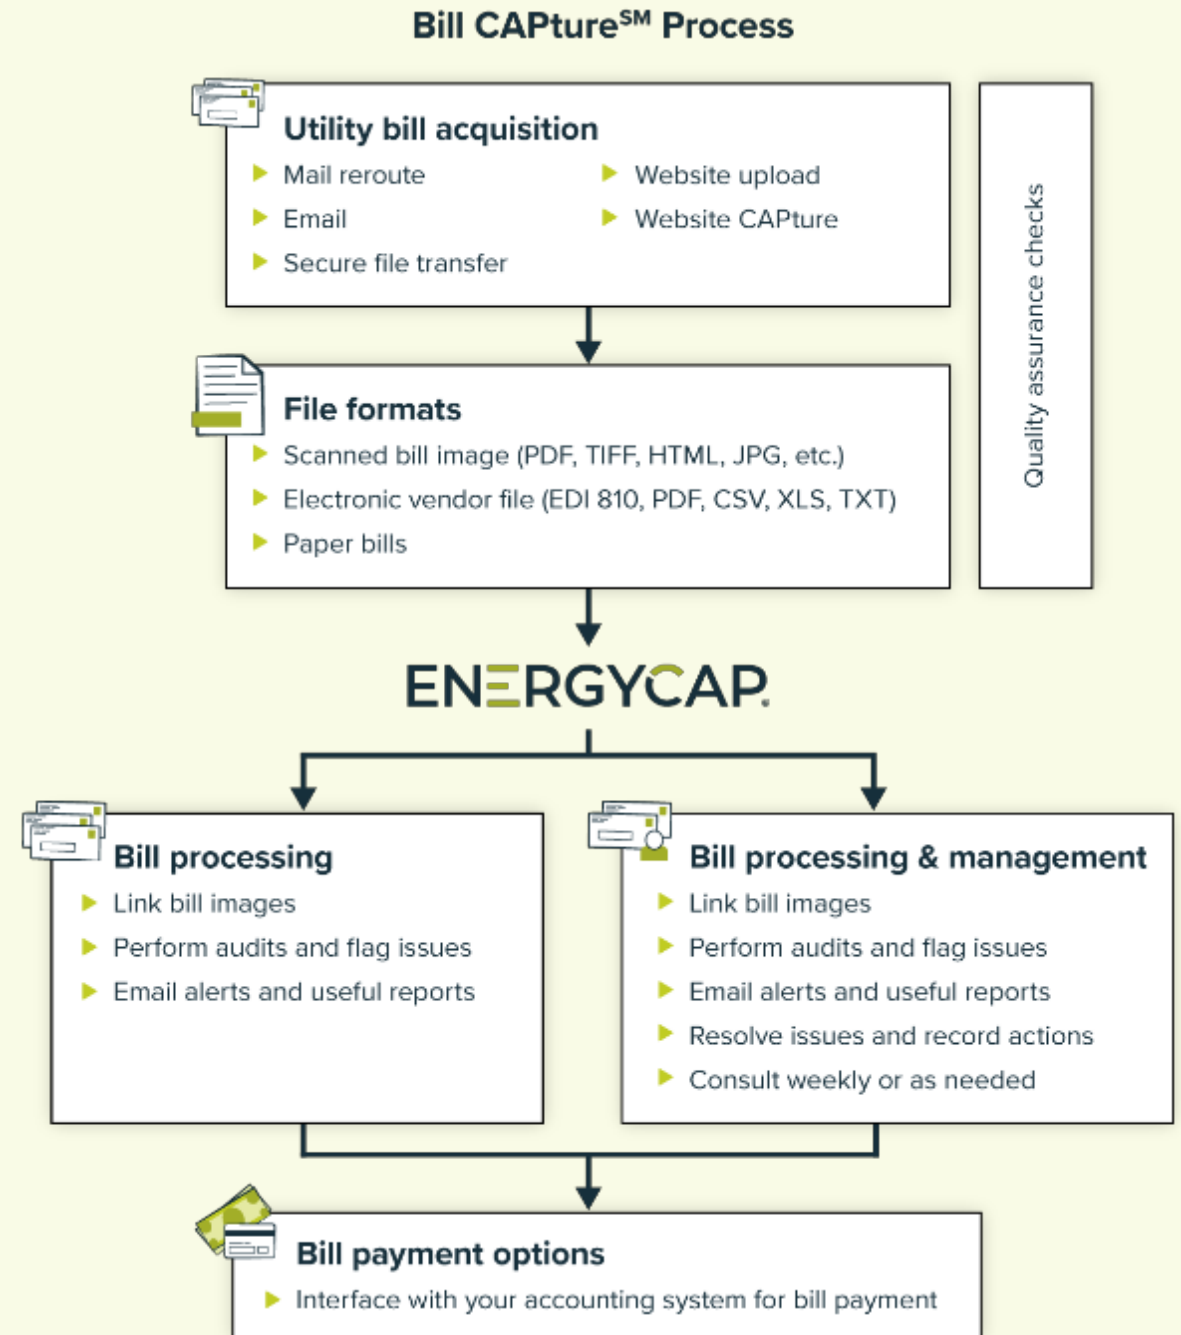 Bill CAPture℠ Process
Utility bill acquisition
Mail reroute
Email
Secure file transfer
Website upload
Website CAPture
Quality assurance checks
File formats
Scanned bill image (PDF, TIFF, HTML, JPG, etc.)
Electronic vendor file (EDI 810, PDF, CSV, XLS, TXT)
Paper bills
ENERGYCAP®
Bill processing
Link bill images
Perform audits and flag issues
Email alerts and useful reports
Bill processing & management
Link bill images
Perform audits and flag issues
Email alerts and useful reports
Resolve issues and record actions
Consult weekly or as needed
Bill payment options
Interface with your accounting system for bill payment